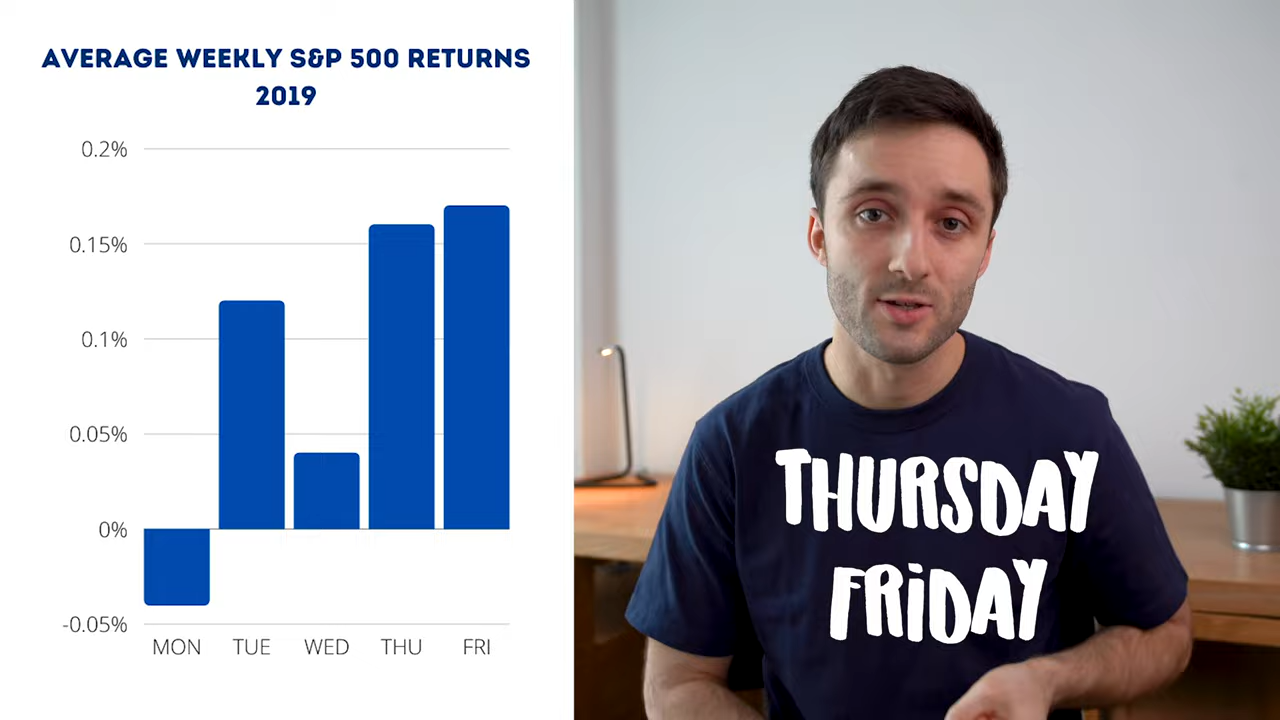 AVERAGE WEEKLY S&P 500 RETURNS
2019
0.2%
0.15%
0.1%
0.05%
0%
-0.05%
MON TUE WED THU FRI
THURSDAY
FRiDAY